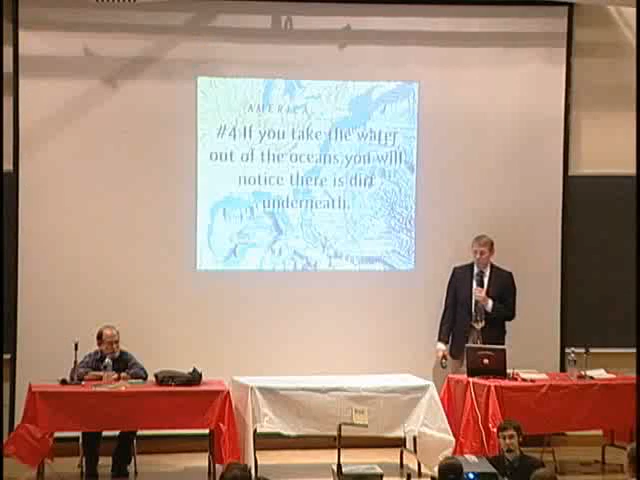 AMERICA
#4 If you take the water
out of the oceans you will
notice there is dirt
underneath.